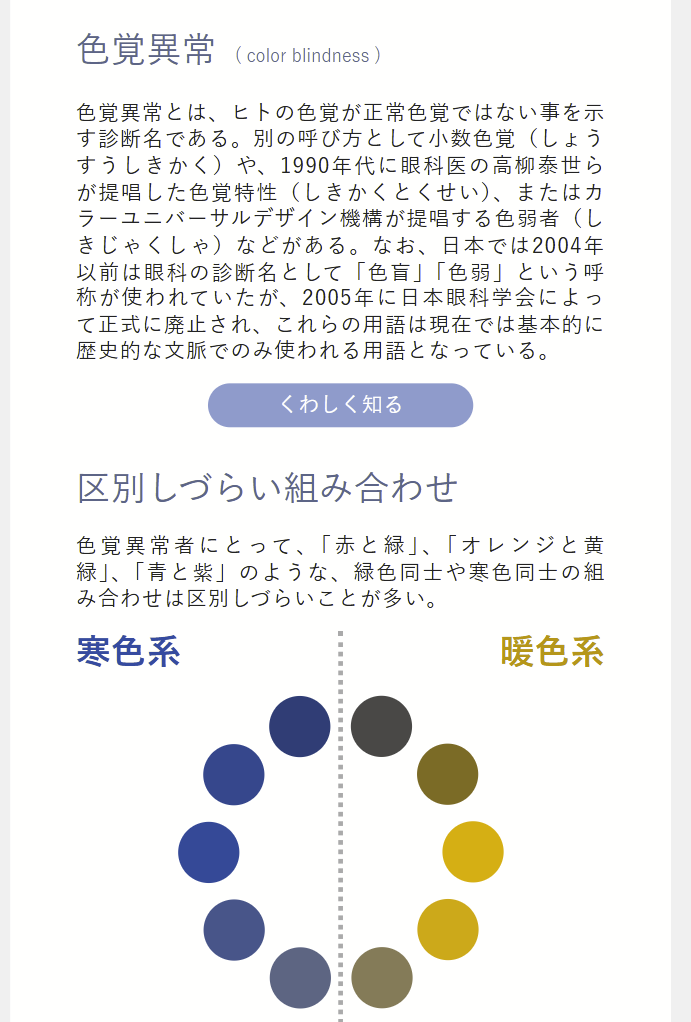 色覚異常 ( color blindness )
色覚異常とは、ヒトの色覚が正常色覚ではない事を示
す診断名である。別の呼び方として小数色覚（しょう
すうしきかく）や、1990年代に眼科医の高柳泰世ら
が提唱した色覚特性（しきかくとくせい）、またはカ
ラーユニバーサルデザイン機構が提唱する色弱者（し
きじゃくしゃ）などがある。なお、日本では2004年
以前は眼科の診断名として「色盲」「色弱」という呼
称が使われていたが、2005年に日本眼科学会によっ
て正式に廃止され、これらの用語は現在では基本的に
歴史的な文脈でのみ使われる用語となっている。
くわしく知る
区別しづらい組み合わせ
色覚異常者にとって、「赤と緑」、「オレンジと黄
緑」、「青と紫」のような、緑色同士や寒色同士の組
み合わせは区別しづらいことが多い。
寒色系
暖色系